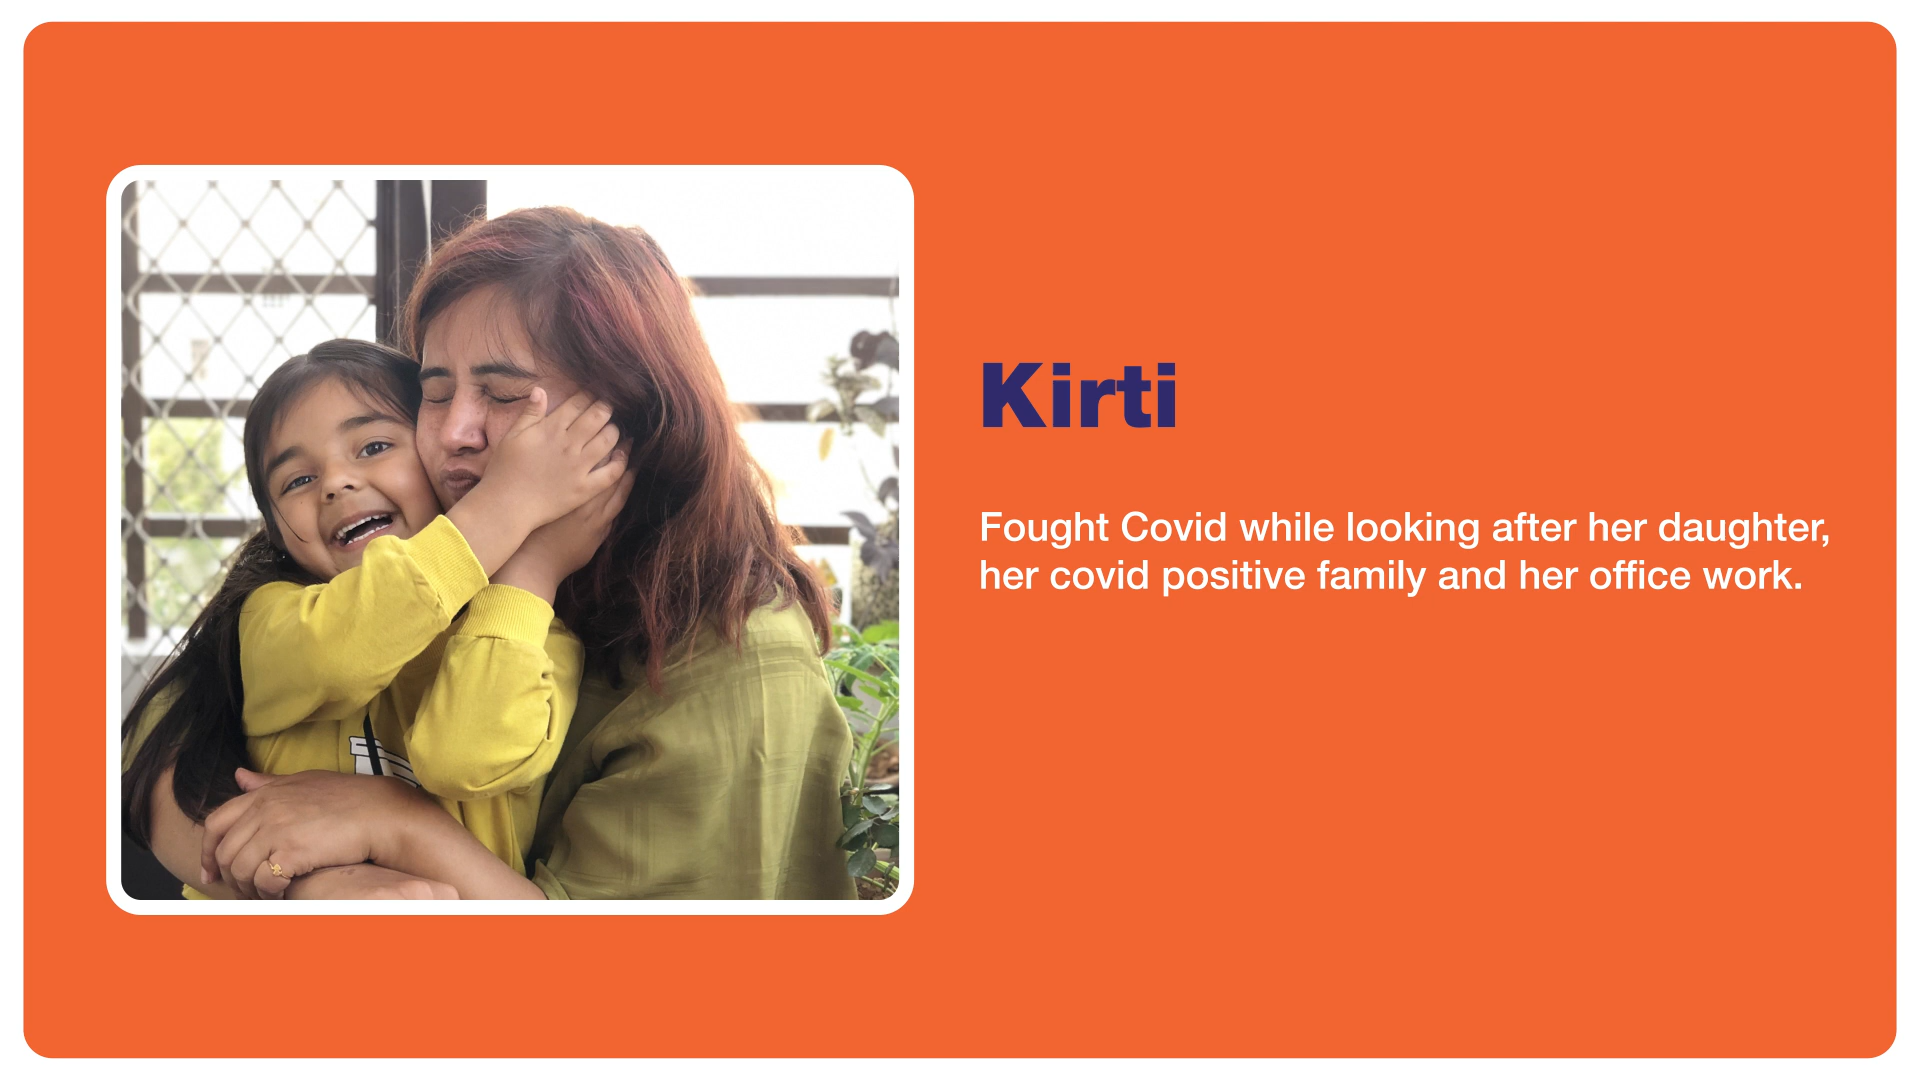 Kirti
Fought Covid while looking after her daughter,
her covid positive family and her office work.